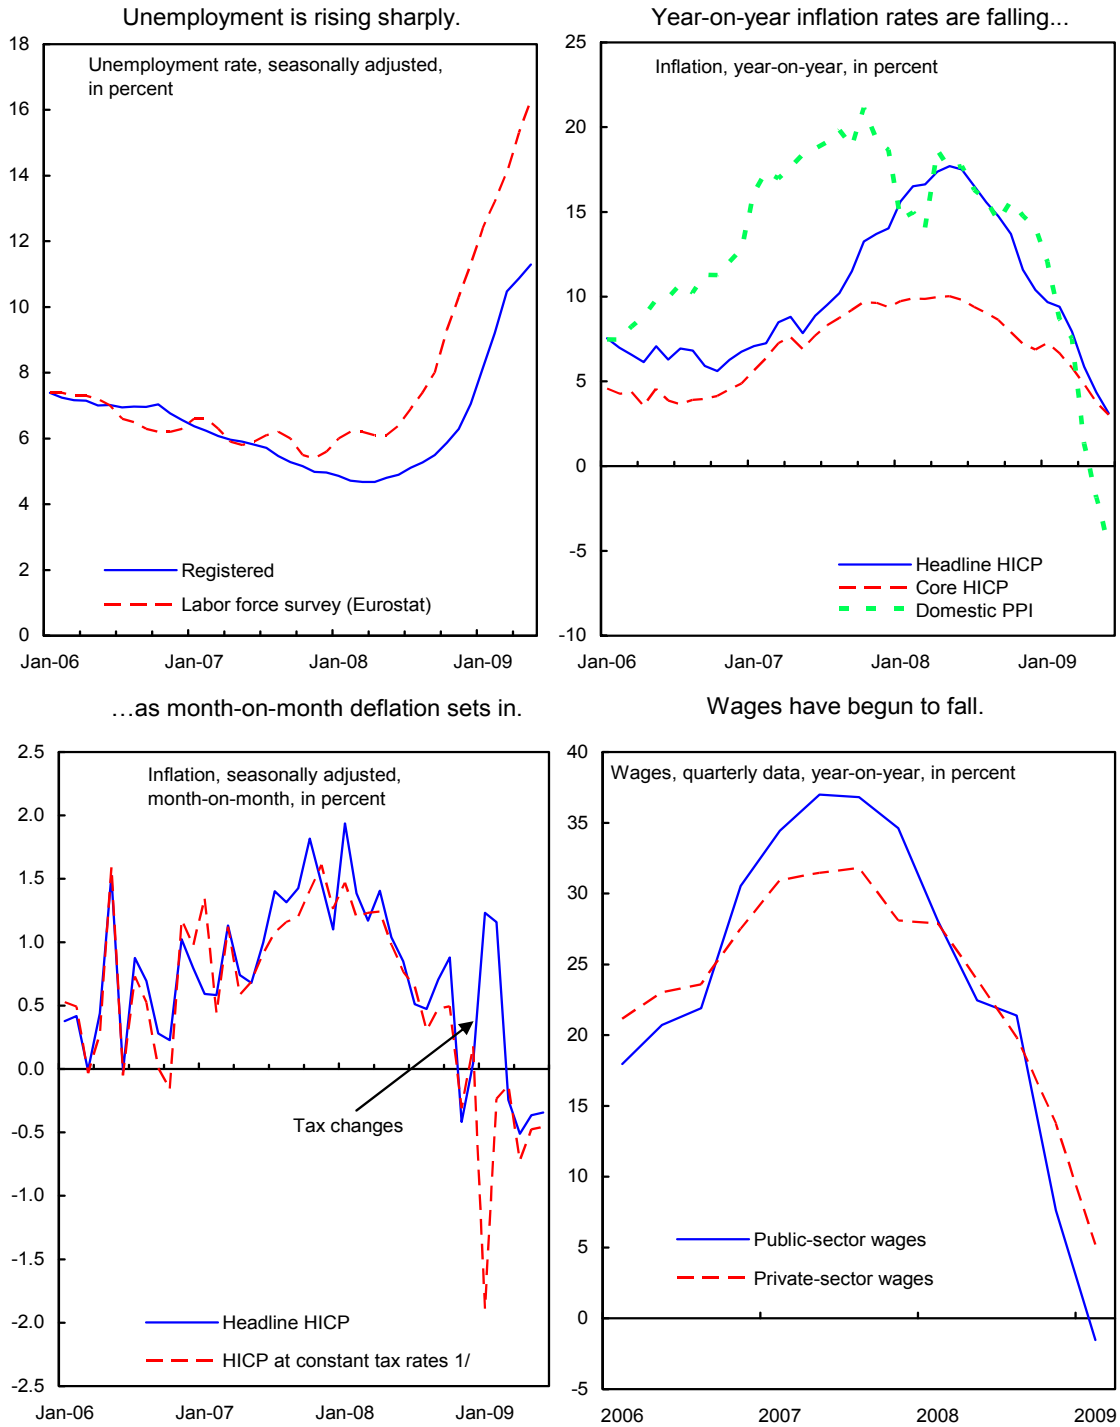 Unemployment is rising sharply.
18
16
14
12
10
8
6
4
2
0
Unemployment rate, seasonally adjusted,
in percent
Registered
Labor force survey (Eurostat)
Jan-06
Jan-07
Jan-08
Jan-09
Year-on-year inflation rates are falling...
25
20
15
10
5
0
-5
-10
Inflation, year-on-year, in percent
Headline HICP
Core HICP
Domestic PPI
Jan-06
Jan-07
Jan-08
Jan-09
…as month-on-month deflation sets in.
2.5
2.0
1.5
1.0
0.5
0.0
-0.5
-1.0
-1.5
-2.0
-2.5
Inflation, seasonally adjusted,
month-on-month, in percent
Tax changes
Headline HICP
HICP at constant tax rates 1/
Jan-06
Jan-07
Jan-08
Jan-09
Wages have begun to fall.
40
35
30
25
20
15
10
5
0
-5
Wages, quarterly data, year-on-year, in percent
Public-sector wages
Private-sector wages
2006
2007
2008
2009